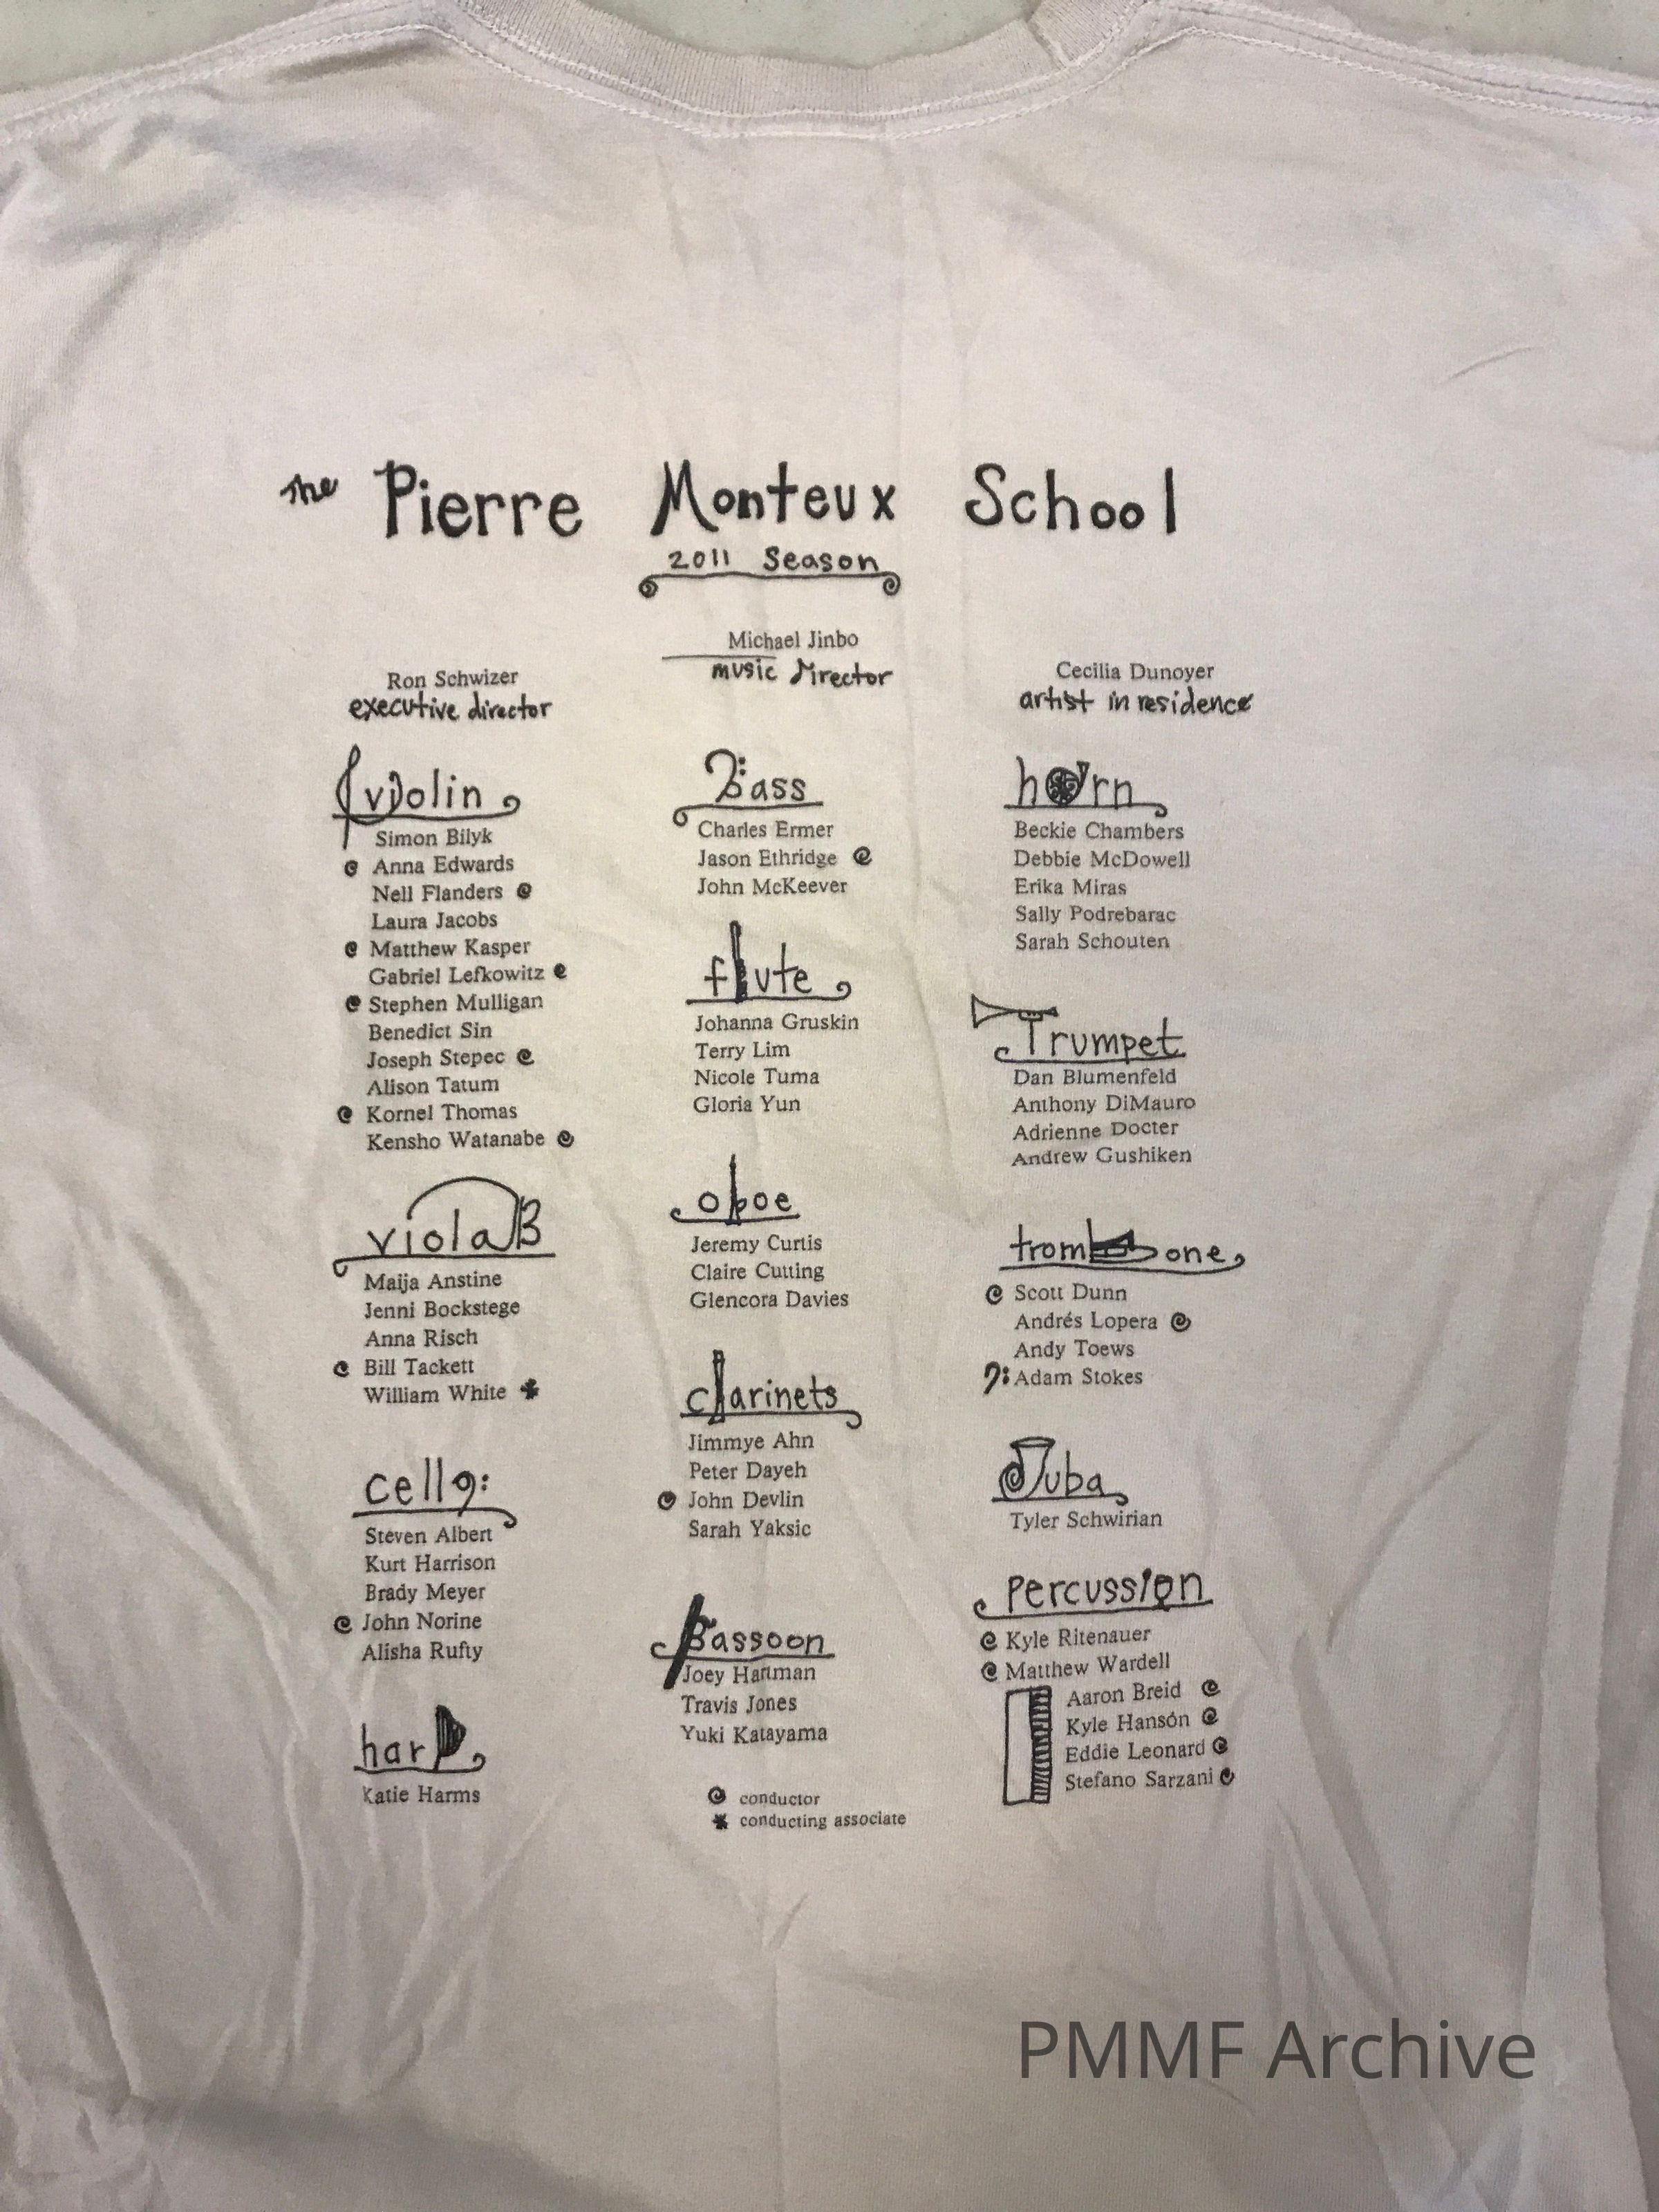 the Pierre Monteux School
2011 Season
Michael Jinbo
music director
Ron Schwizer
executive director
Cecilia Dunoyer
artist in residence
violin
Simon Bilyk
Anna Edwards
Nell Flanders
Laura Jacobs
Matthew Kasper
Gabriel Lefkowitz
Stephen Mulligan
Benedict Sin
Joseph Stepec
Alison Tatum
Kornel Thomas
Kensho Watanabe
viola
Maija Anstine
Jenni Bockstege
Anna Risch
Bill Tackett
William White
cello
Steven Albert
Kurt Harrison
Brady Meyer
John Norine
Alisha Rufty
harp
Katie Harms
Bass
Charles Ermer
Jason Ethridge
John McKeever
flute
Johanna Gruskin
Terry Lim
Nicole Tuma
Gloria Yun
oboe
Jeremy Curtis
Claire Cutting
Glencora Davies
clarinets
Jimmye Ahn
Peter Dayeh
John Devlin
Sarah Yaksic
Bassoon
Joey Hartman
Travis Jones
Yuki Katayama
conductor
conducting associate
horn
Beckie Chambers
Debbie McDowell
Erika Miras
Sally Podrebarac
Sarah Schouten
Trumpet
Dan Blumenfeld
Anthony DiMauro
Adrienne Docter
Andrew Gushiken
trombone
Scott Dunn
Andrés Lopera
Andy Toews
Adam Stokes
Tuba
Tyler Schwirian
percussion
Kyle Ritenauer
Matthew Wardell
Aaron Breid
Kyle Hanson
Eddie Leonard
Stefano Sarzani
PMMF Archive